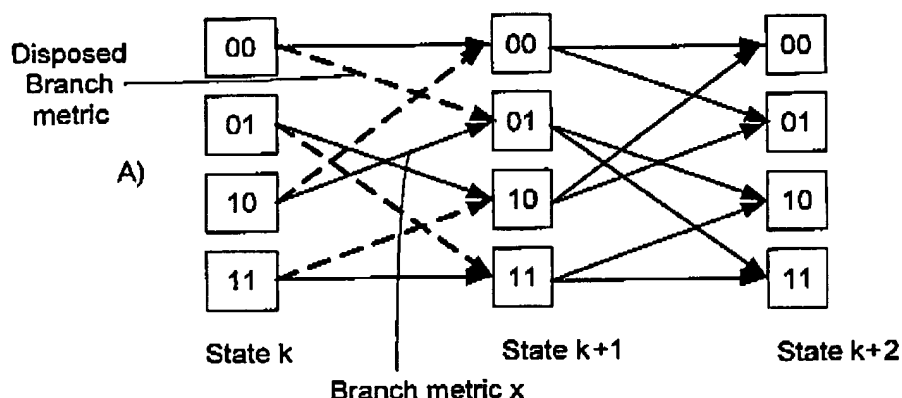 Disposed
Branch
metric
A)
00 00 00
01 01 01
10 10 10
11 11 11
State k State k+1 State k+2
Branch metric x